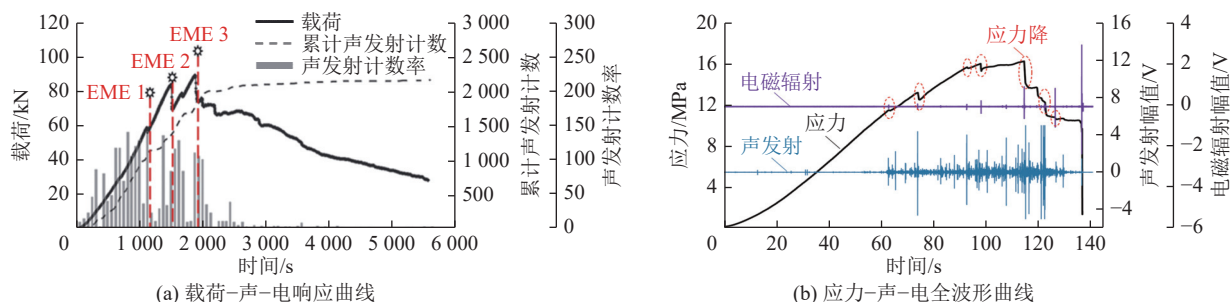 120
100
80
60
40
20
0
载荷/kN
EME 1
EME 2
EME 3
载荷
累计声发射计数
声发射计数率
3 000
2 500
2 000
1 500
1 000
500
0
累计声发射计数
300
250
200
150
100
50
0
声发射计数率
0 1 000 2 000 3 000 4 000 5 000 6 000
时间/s
(a) 载荷−声−电响应曲线
20
16
12
8
4
应力/MPa
电磁辐射
声发射
应力
应力降
16
12
8
4
0
−4
声发射幅值/V
4
2
0
−2
−4
−6
电磁辐射幅值/V
0 20 40 60 80 100 120 140
时间/s
(b) 应力−声−电全波形曲线